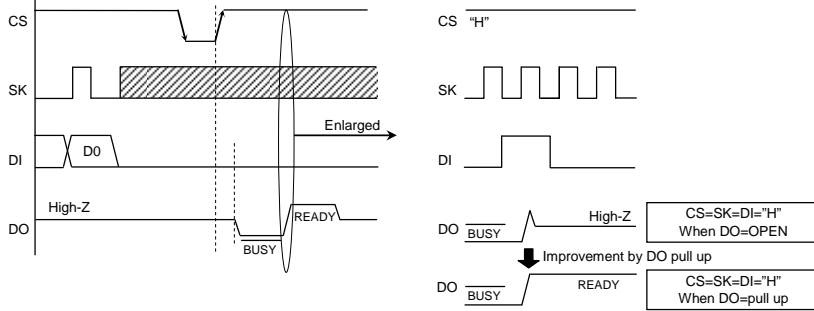 CS
SK
DI
D0
Enlarged
DO
High-Z
BUSY
READY
CS "H"
SK
DI
DO
BUSY
High-Z
CS=SK=DI="H"
When DO=OPEN
Improvement by DO pull up
DO
BUSY
READY
CS=SK=DI="H"
When DO=pull up